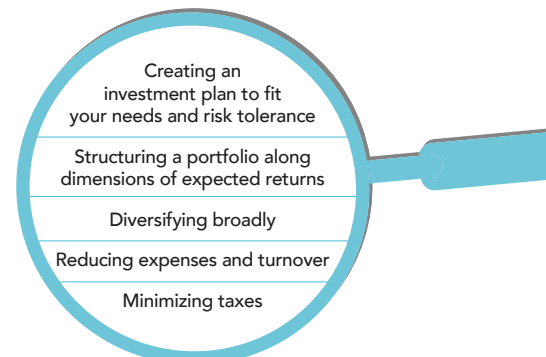 Creating an
investment plan to fit
your needs and risk tolerance
Structuring a portfolio along
dimensions of expected returns
Diversifying broadly
Reducing expenses and turnover
Minimizing taxes